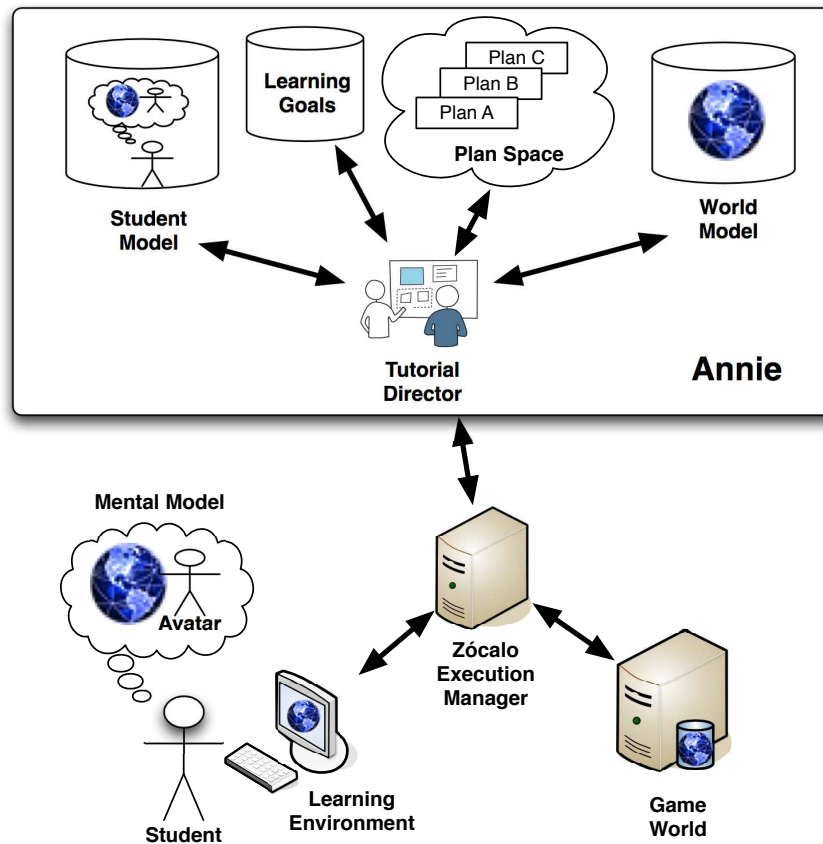 Plan C
Plan B
Plan A
Learning
Goals
Plan Space
Student
Model
World
Model
Tutorial
Director
Annie
Mental Model
Avatar
Zócalo
Execution
Manager
Learning
Environment
Student
Game
World